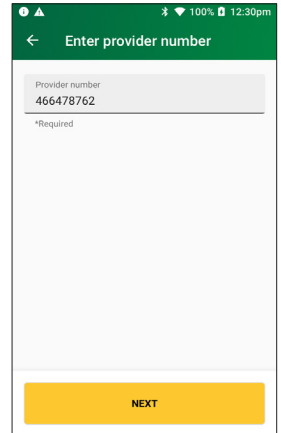 100% 12:30pm
Enter provider number
Provider number
466478762
*Required
NEXT